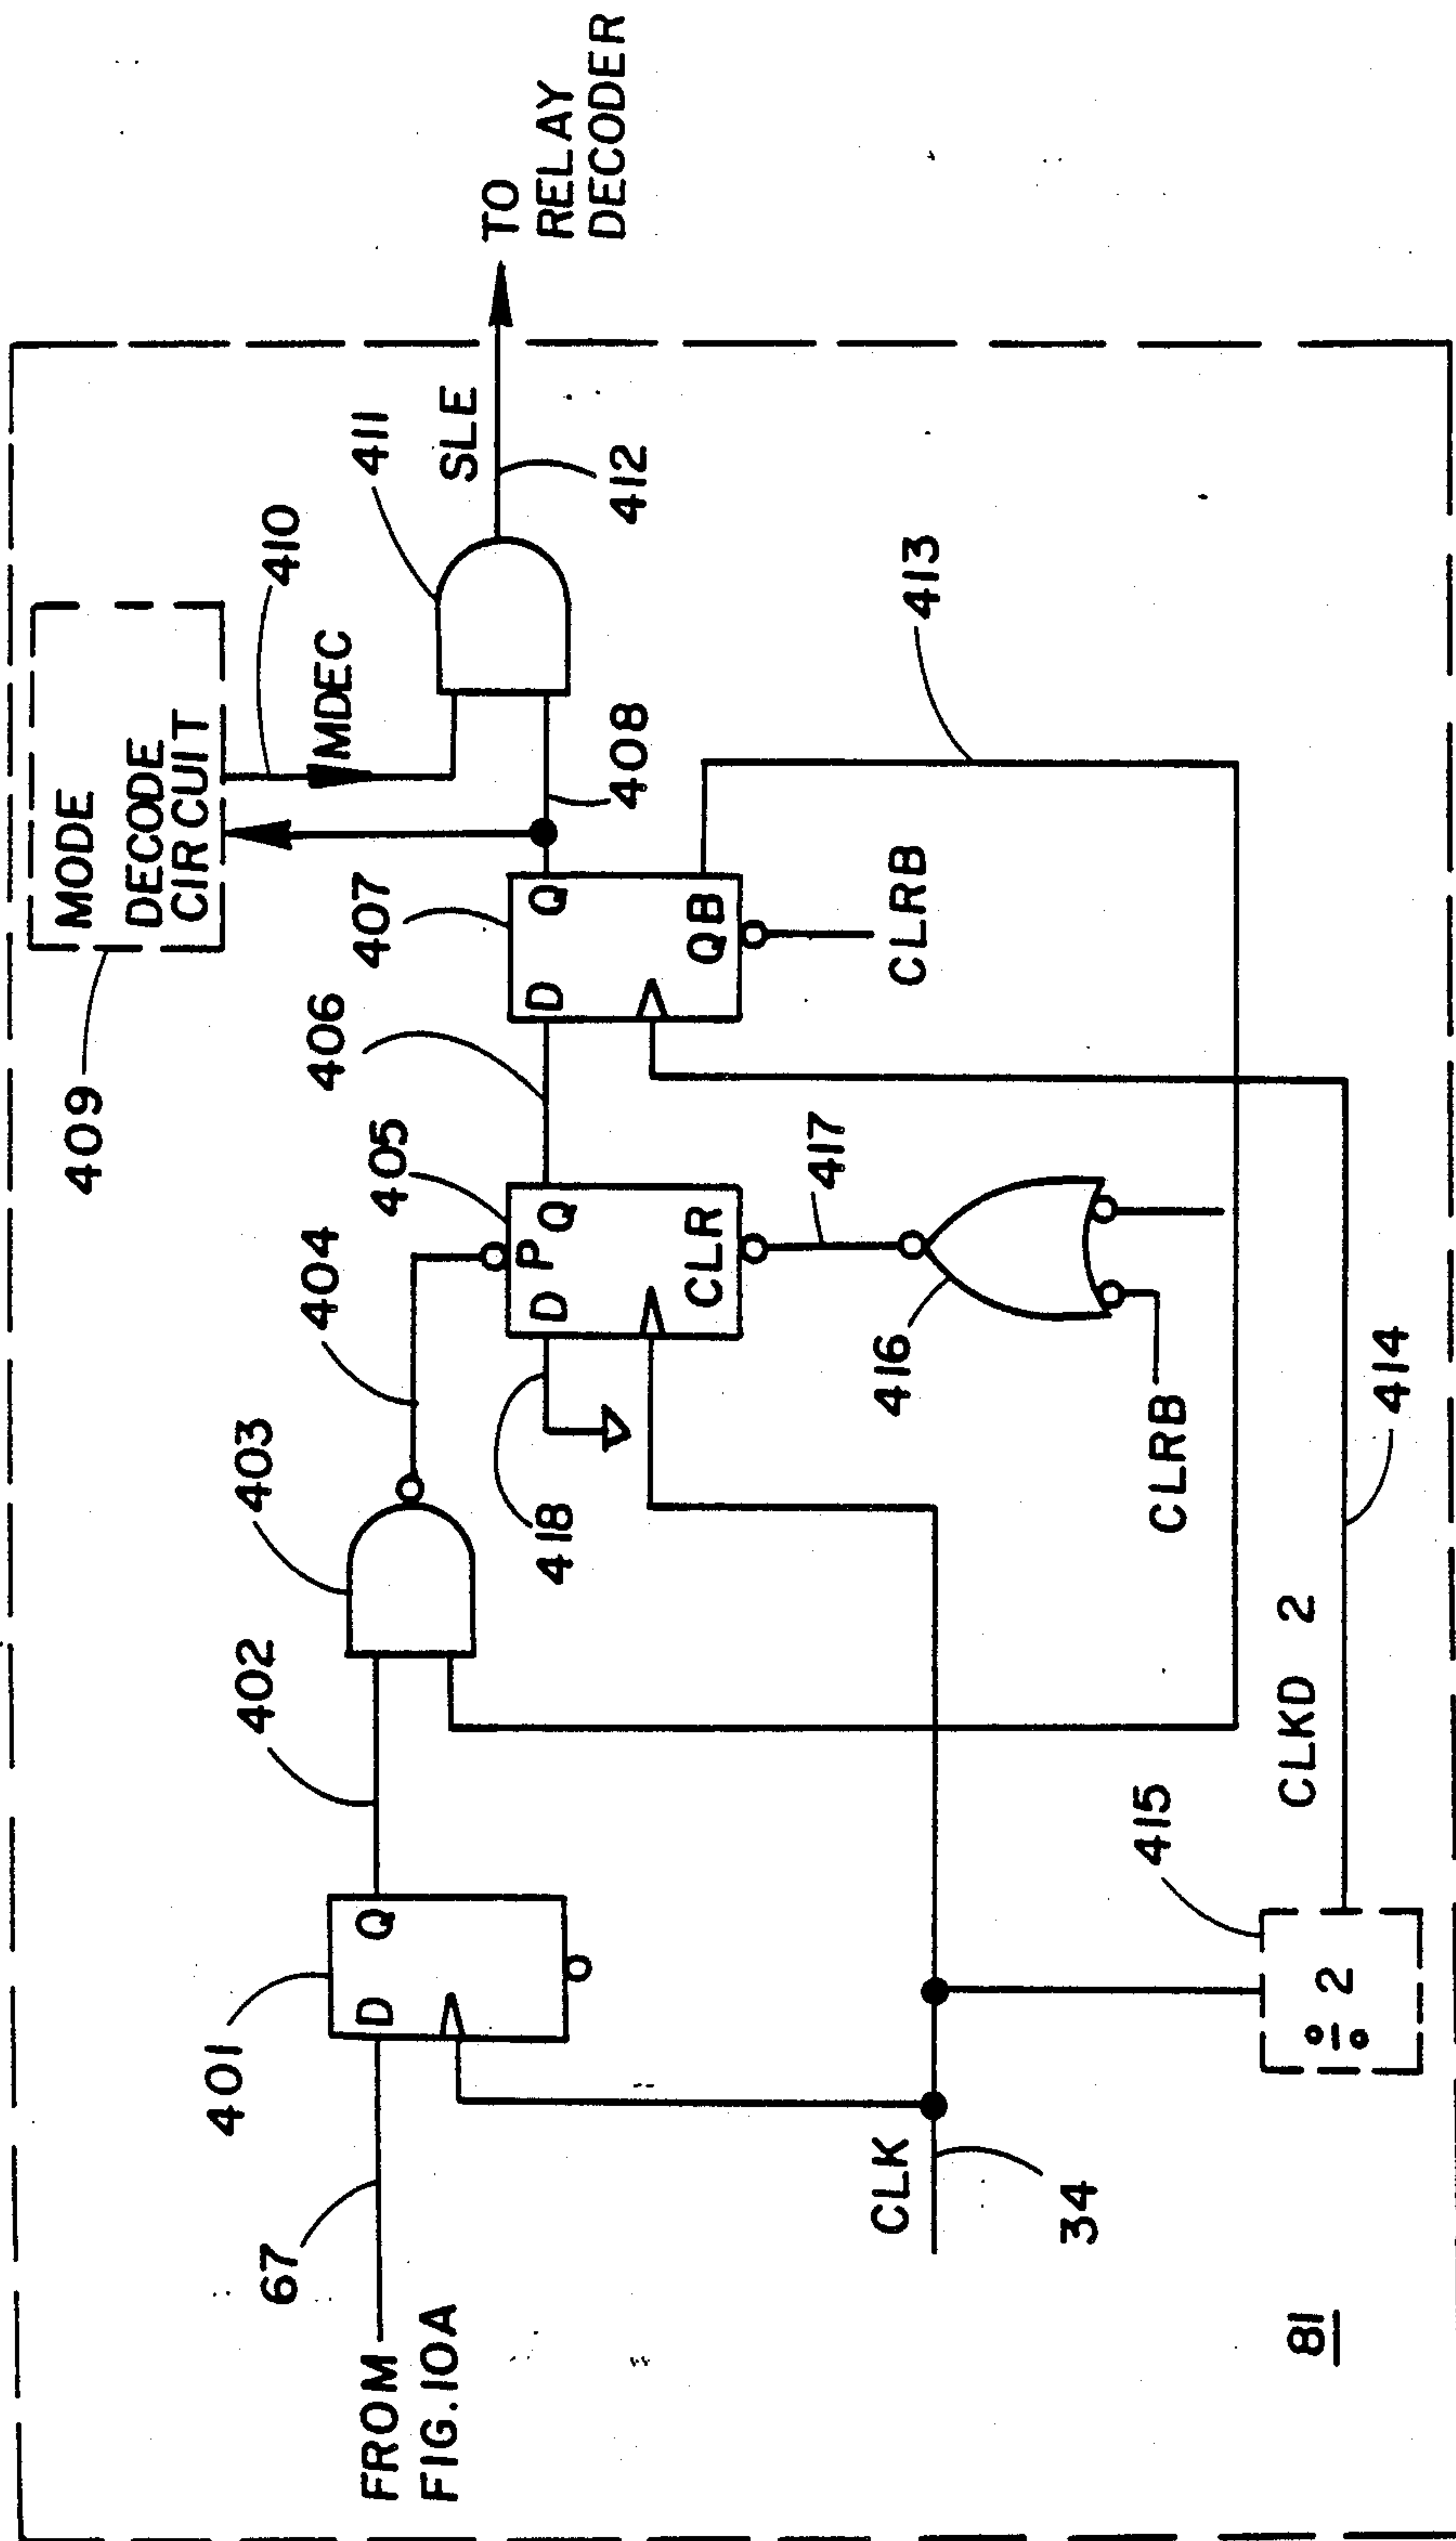 MODE
DECODE
CIRCUIT
409
410
MDEC
411
SLE
412
TO
RELAY
DECODER
401
402
403
404
405
406
407
408
67
FROM
FIG.10A
D Q
D P Q
CLR
D Q
QB
418
417
416
CLRB
CLRB
413
CLK
34
415
÷ 2
CLKD 2
414
81